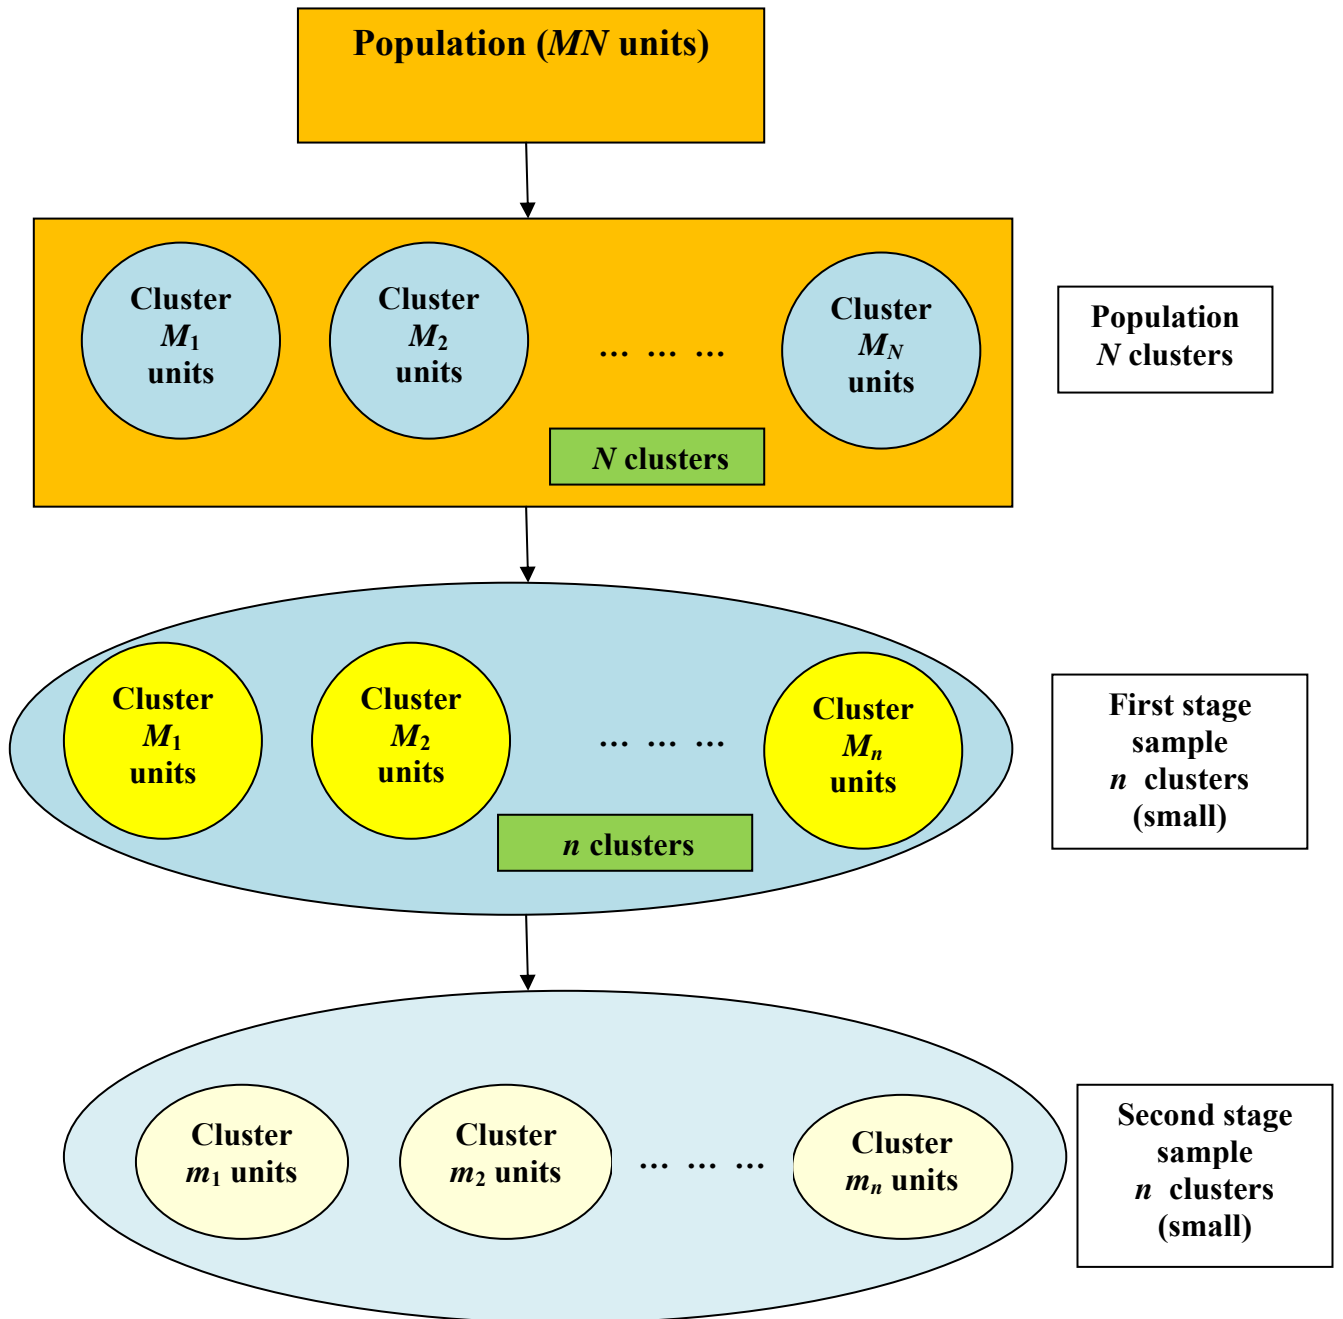 Population (MN units)
Cluster
M1
units
Cluster
M2
units
... ... ...
Cluster
MN
units
N clusters
Population
N clusters
Cluster
M1
units
Cluster
M2
units
... ... ...
Cluster
Mn
units
n clusters
First stage
sample
n clusters
(small)
Cluster
m1 units
Cluster
m2 units
... ... ...
Cluster
mn units
Second stage
sample
n clusters
(small)